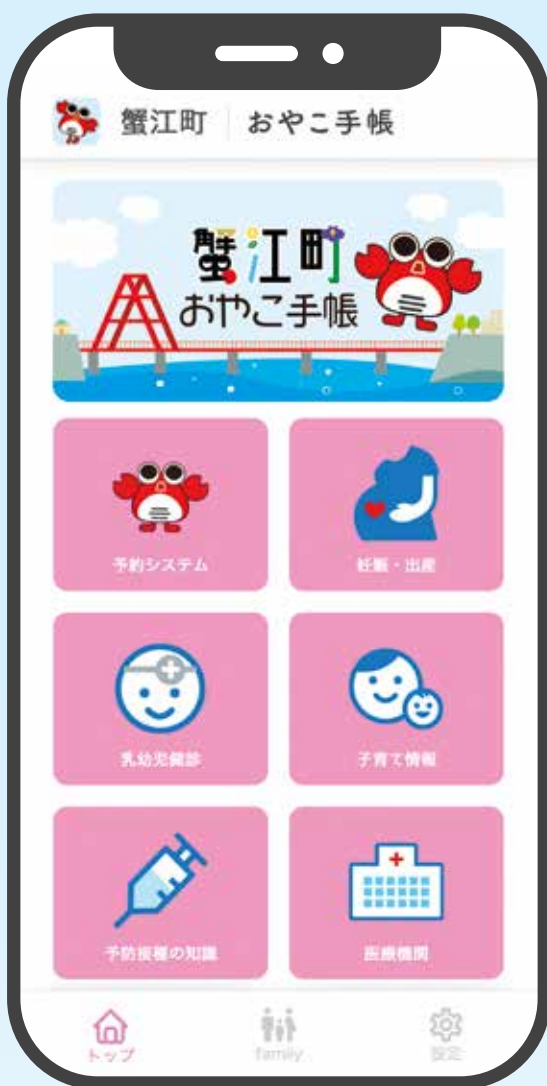 蟹江町 おやこ手帳
蟹江町
おやこ手帳
予約システム
妊娠・出産
乳幼児健診
子育て情報
予防接種の知識
医療機関
トップ
family
設定